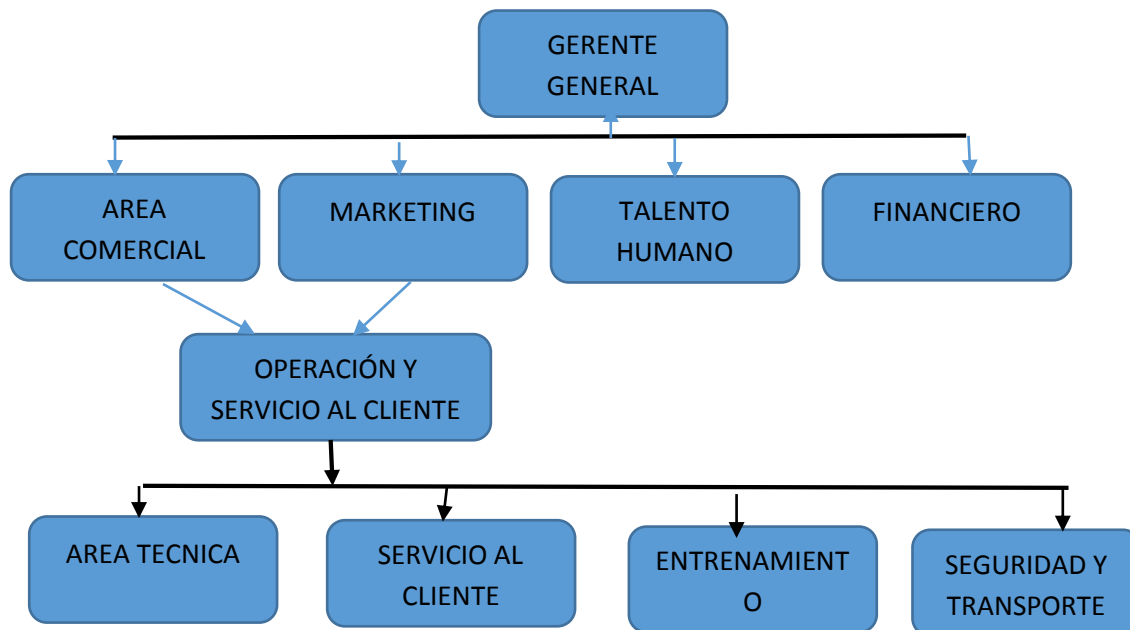 GERENTE
GENERAL
AREA
COMERCIAL
MARKETING
TALENTO
HUMANO
FINANCIERO
OPERACIÓN Y
SERVICIO AL CLIENTE
AREA TECNICA
SERVICIO AL
CLIENTE
ENTRENAMIENT
O
SEGURIDAD Y
TRANSPORTE